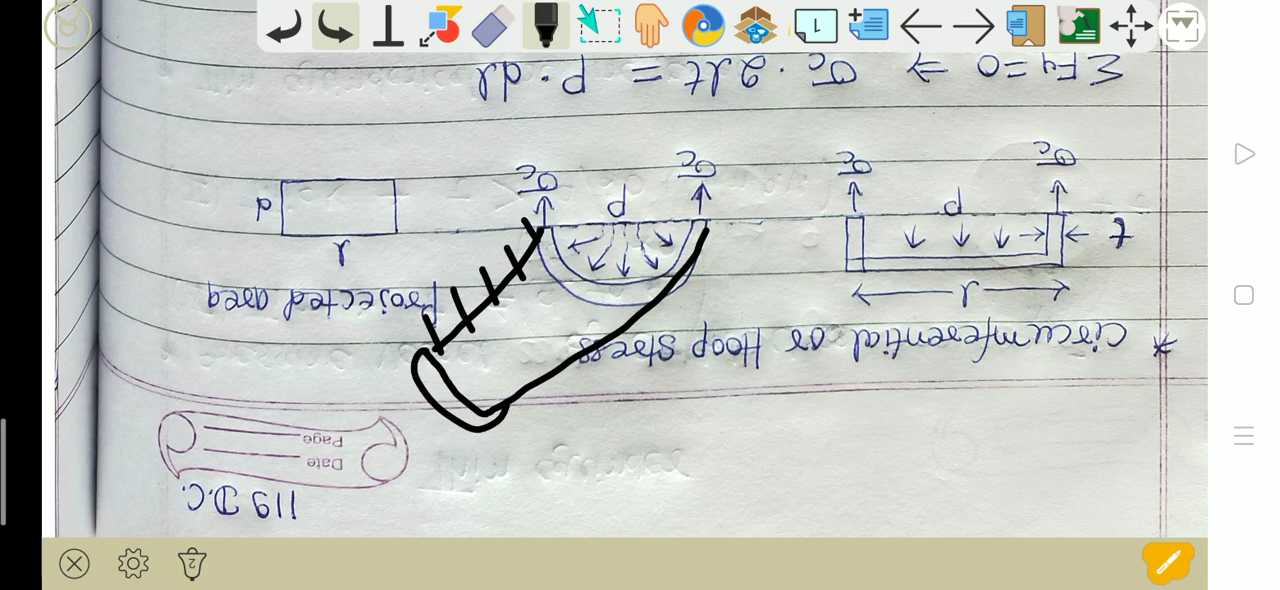 119 D.C.
Date
Page
* Circumferential or Hoop stress
l
Projected area
t
p
p
l
d
σc
σc
σc
σc
ΣFy=0 ⇒ σc · 2lt = p · dl